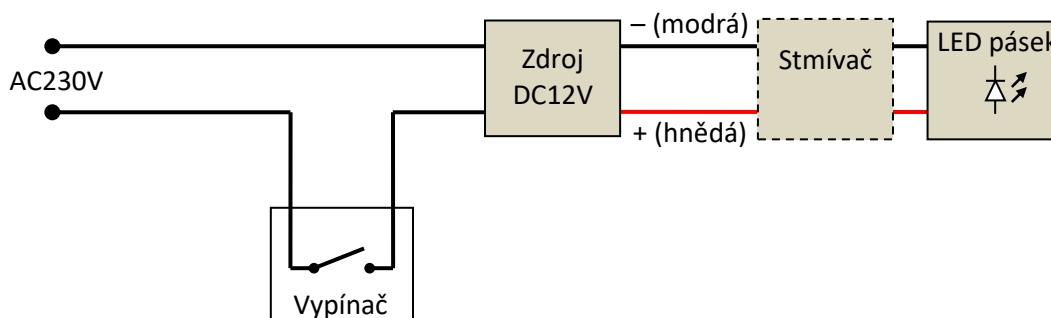 AC230V
Zdroj
DC12V
– (modrá)
+ (hnědá)
Stmívač
LED pásek
Vypínač